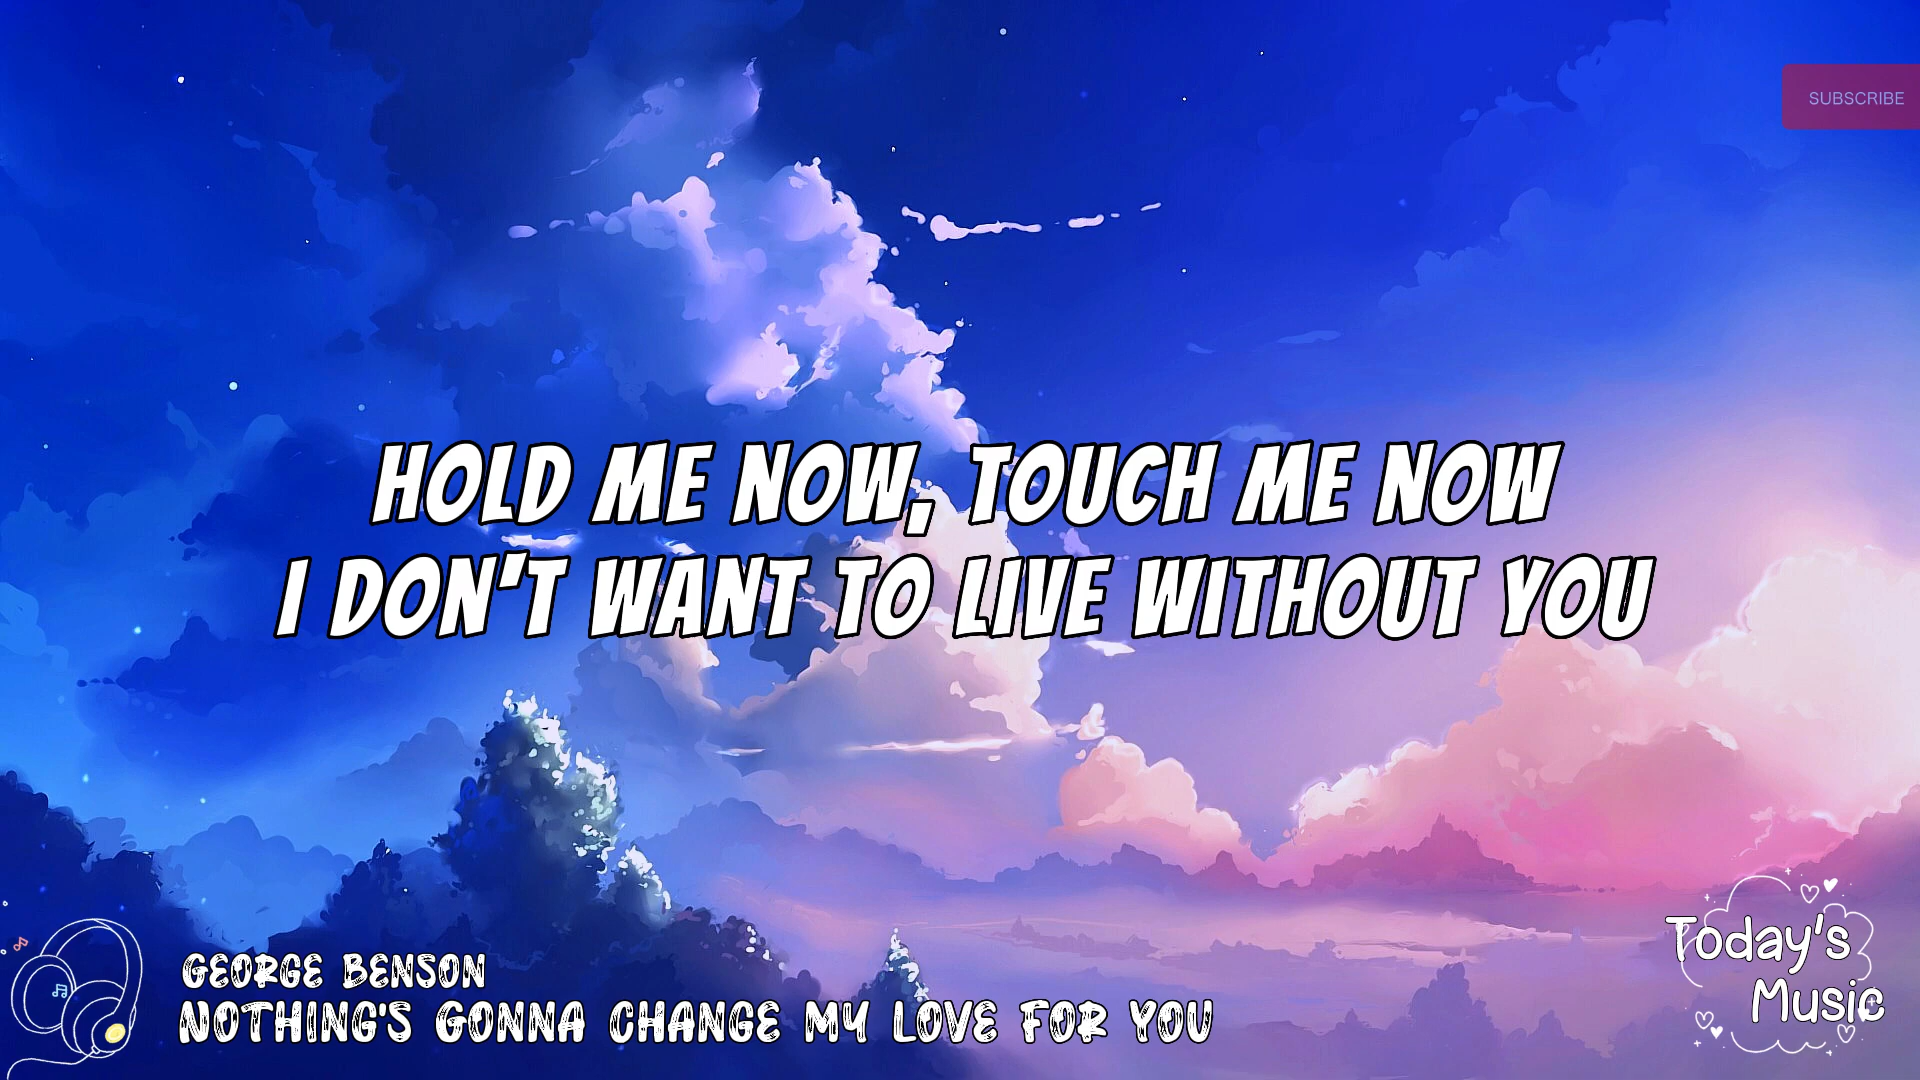 SUBSCRIBE
HOLD ME NOW, TOUCH ME NOW
I DON'T WANT TO LIVE WITHOUT YOU
GEORGE BENSON
NOTHING'S GONNA CHANGE MY LOVE FOR YOU
Today's
Music